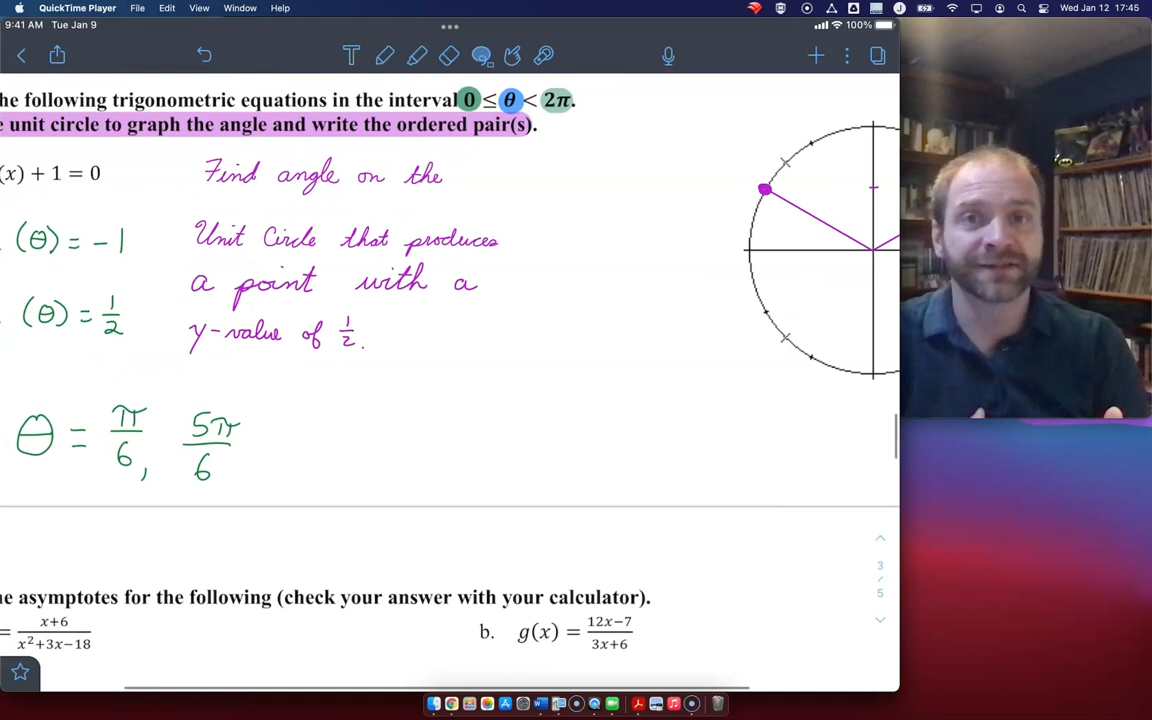 QuickTime Player File Edit View Window Help Wed Jan 12 17:45
9:41 AM Tue Jan 9 100%
he following trigonometric equations in the interval 0 ≤ θ < 2π.
e unit circle to graph the angle and write the ordered pair(s).
(x) + 1 = 0
(θ) = -1
(θ) = 1/2
Find angle on the
Unit Circle that produces
a point with a
y-value of 1/2.
θ = π/6, 5π/6
3/5
he asymptotes for the following (check your answer with your calculator).
= x+6/x²+3x−18
b. g(x) = 12x−7/3x+6